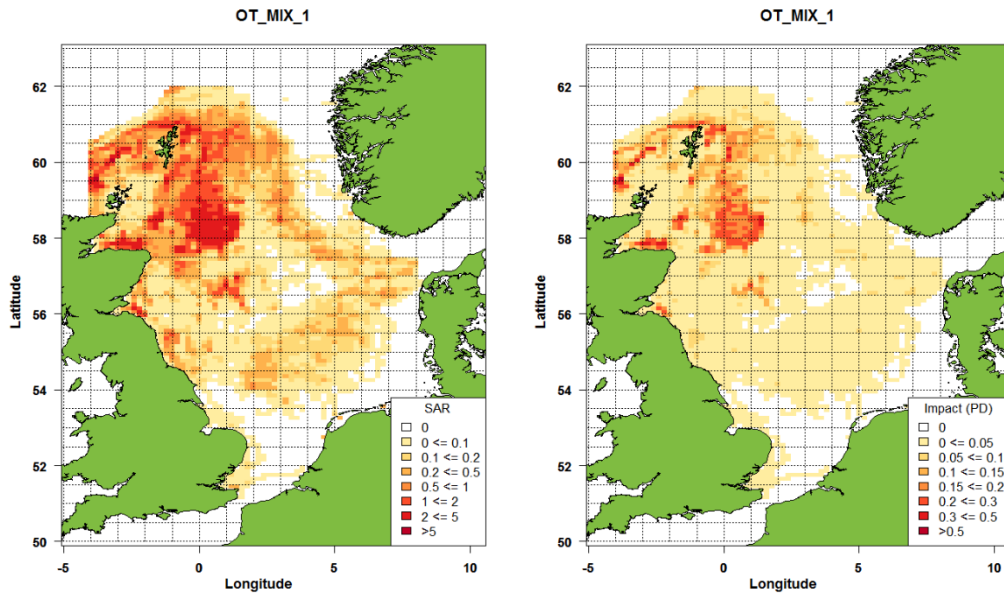 OT_MIX_1
62
60
58
56
54
52
50
Latitude
-5
0
5
10
Longitude
SAR
0
0 <= 0.1
0.1 <= 0.2
0.2 <= 0.5
0.5 <= 1
1 <= 2
2 <= 5
>5
OT_MIX_1
62
60
58
56
54
52
50
Latitude
-5
0
5
10
Longitude
Impact (PD)
0
0 <= 0.05
0.05 <= 0.1
0.1 <= 0.15
0.15 <= 0.2
0.2 <= 0.3
0.3 <= 0.5
>0.5